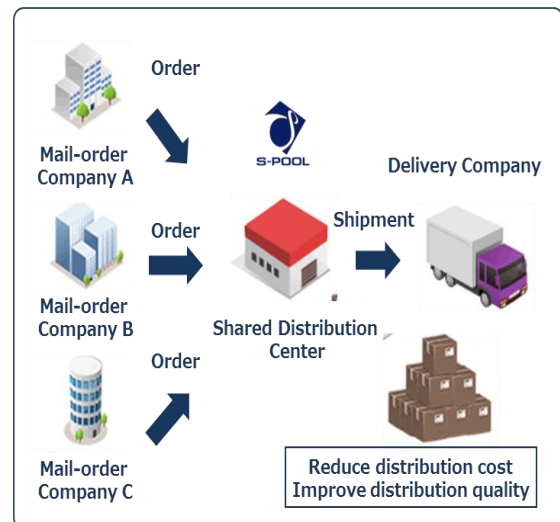 Order
Mail-order
Company A
S-POOL
Delivery Company
Order
Shipment
Mail-order
Company B
Shared Distribution
Center
Order
Mail-order
Company C
Reduce distribution cost
Improve distribution quality